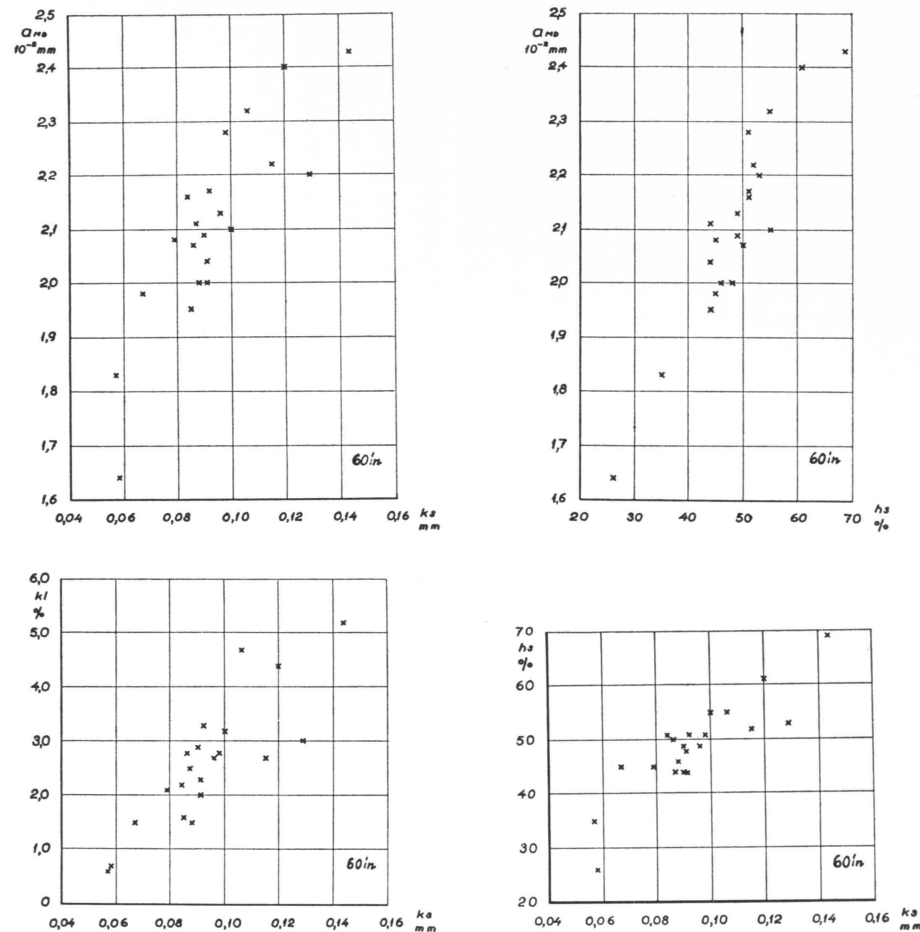 2,5
aMD
10⁻² mm
2,4
2,3
2,2
2,1
2,0
1,9
1,8
1,7
1,6
60in
0,04 0,06 0,08 0,10 0,12 0,14 0,16
ks
mm
2,5
aMD
10⁻² mm
2,4
2,3
2,2
2,1
2,0
1,9
1,8
1,7
1,6
60in
20 30 40 50 60 70
hs
%
6,0
kl
%
5,0
4,0
3,0
2,0
1,0
0
60in
0,04 0,06 0,08 0,10 0,12 0,14 0,16
ks
mm
70
hs
%
60
50
40
30
20
60in
0,04 0,06 0,08 0,10 0,12 0,14 0,16
ks
mm